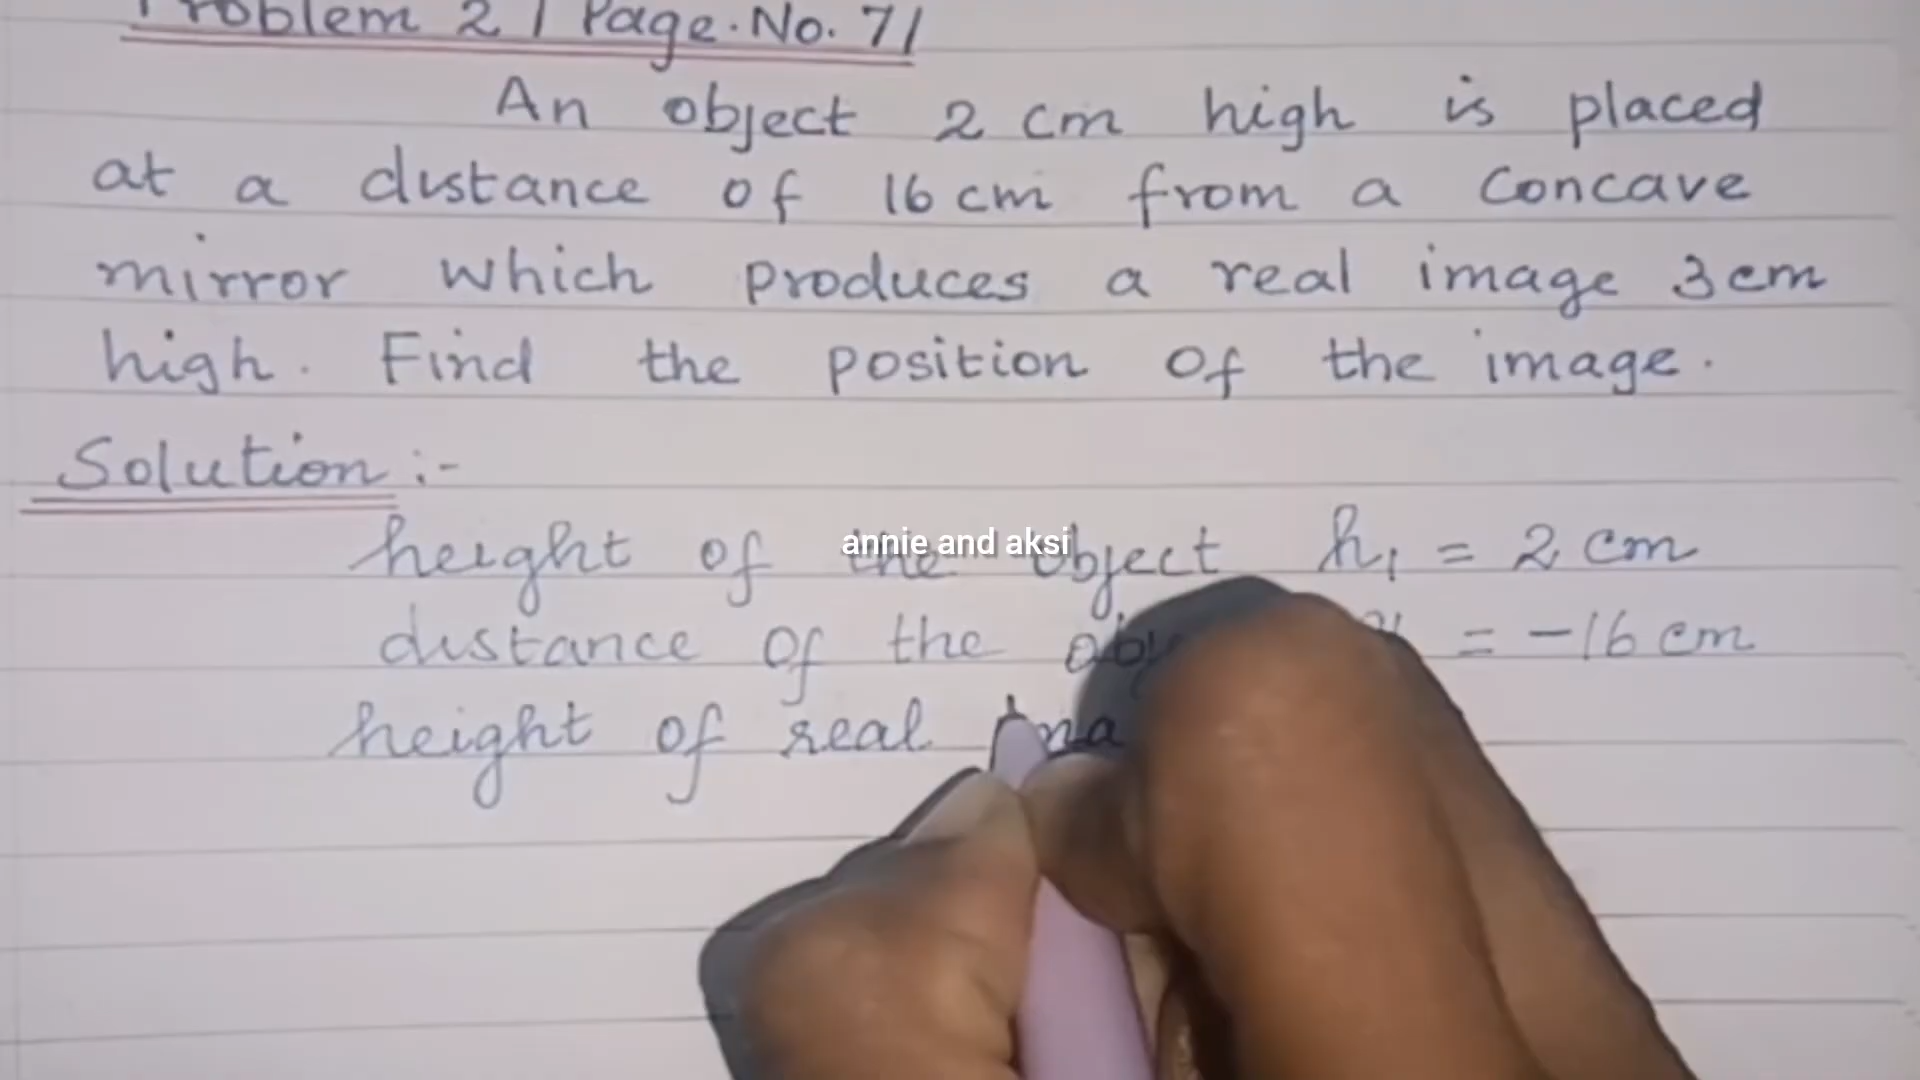 Problem 2 / Page.No. 71
An object 2 cm high is placed
at a distance of 16 cm from a concave
mirror which produces a real image 3 cm
high. Find the position of the image.
Solution :-
height of the object h₁ = 2 cm
annie and aksi
distance of the = -16 cm
height of real ima